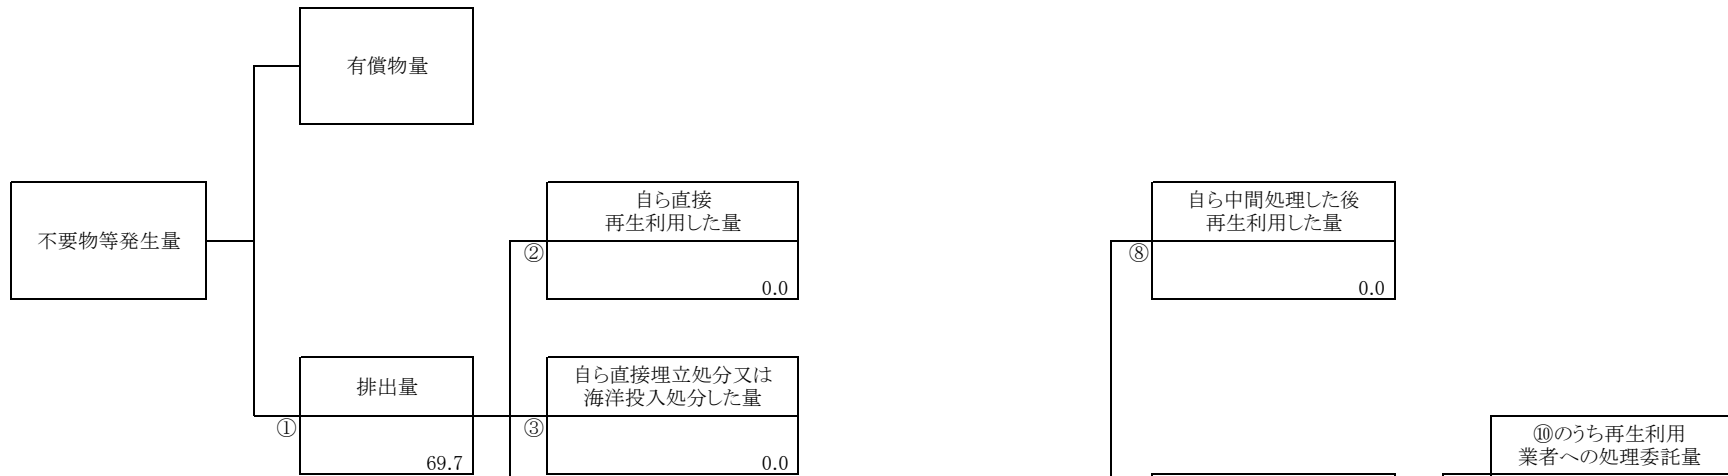 有償物量
不要物等発生量
自ら直接
再生利用した量
②
0.0
自ら中間処理した後
再生利用した量
⑧
0.0
排出量
①
69.7
自ら直接埋立処分又は
海洋投入処分した量
③
0.0
⑩のうち再生利用
業者への処理委託量